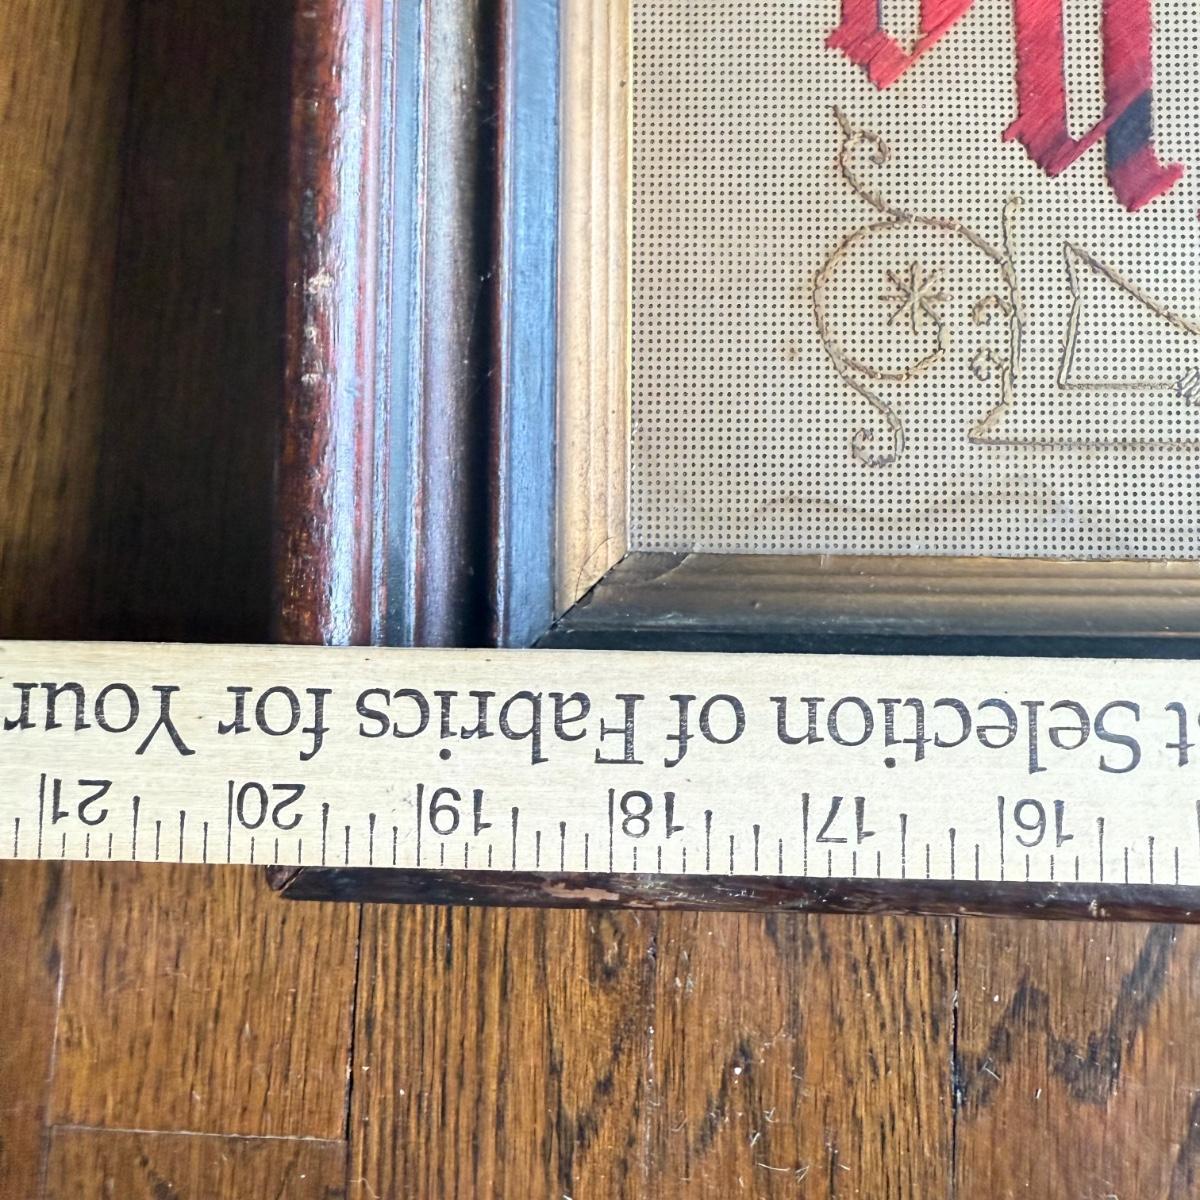 t Selection of Fabrics for Your
16 17 18 19 20 21